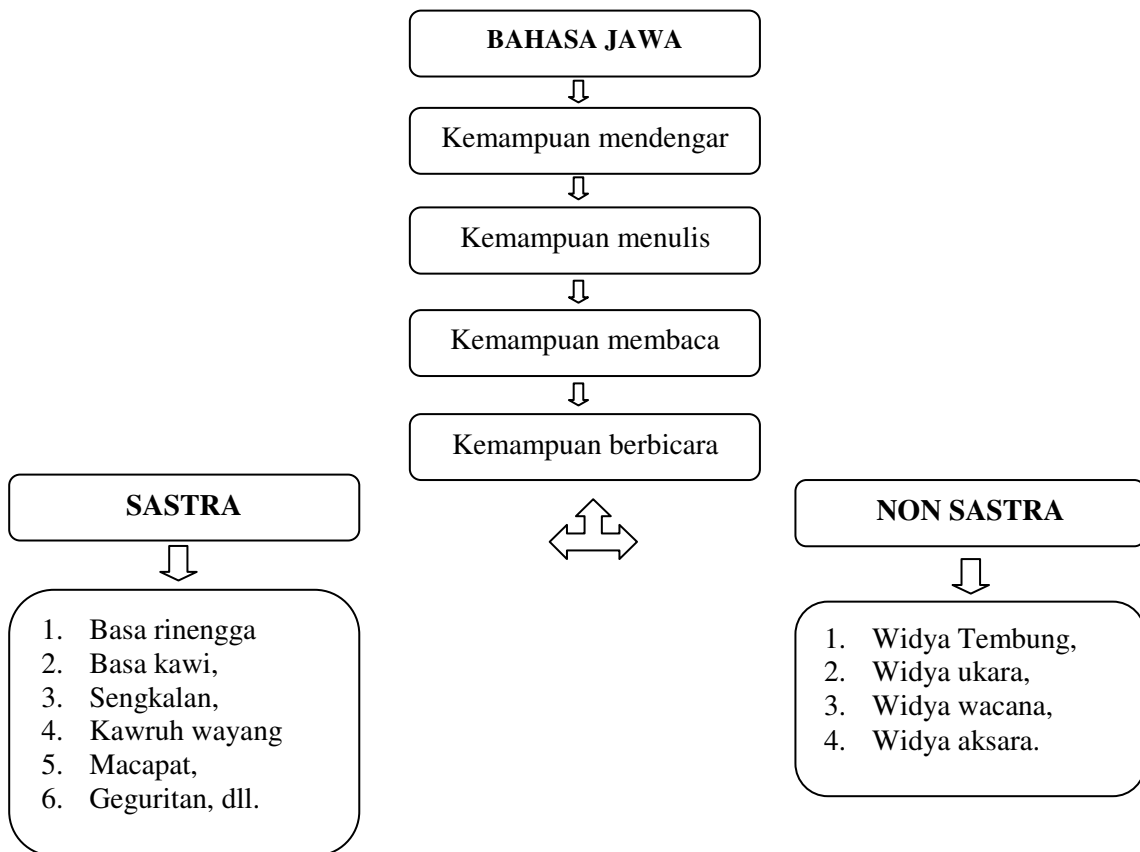 BAHASA JAWA
Kemampuan mendengar
Kemampuan menulis
Kemampuan membaca
Kemampuan berbicara
SASTRA
1. Basa rinengga
2. Basa kawi,
3. Sengkalan,
4. Kawruh wayang
5. Macapat,
6. Geguritan, dll.
NON SASTRA
1. Widya Tembung,
2. Widya ukara,
3. Widya wacana,
4. Widya aksara.